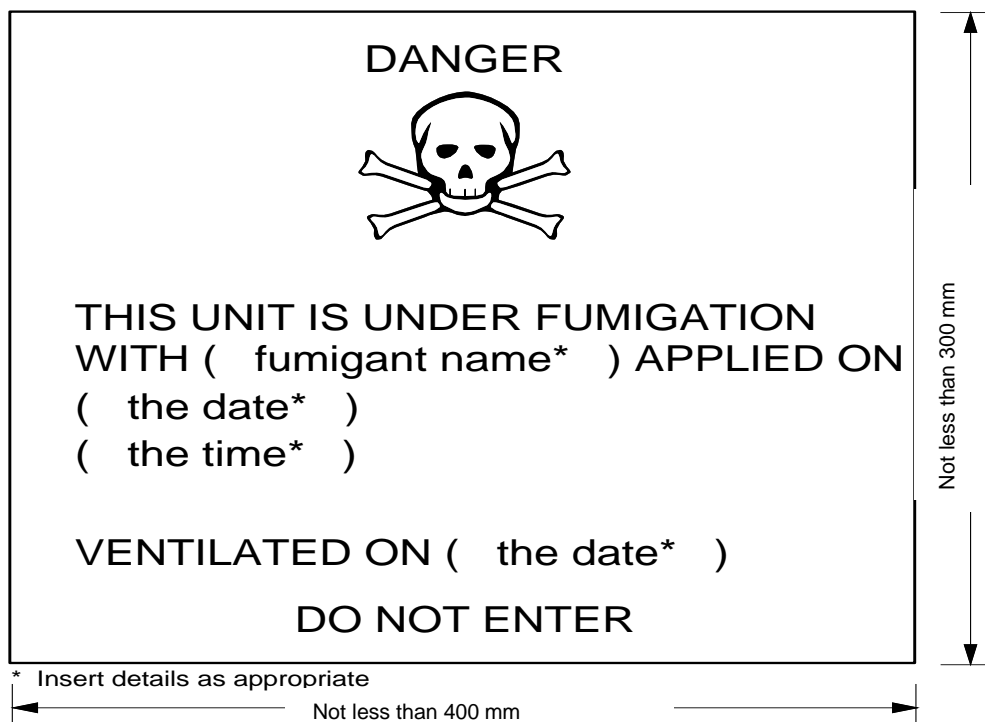 DANGER
THIS UNIT IS UNDER FUMIGATION
WITH ( fumigant name* ) APPLIED ON
( the date* )
( the time* )
VENTILATED ON ( the date* )
DO NOT ENTER
* Insert details as appropriate
Not less than 400 mm
Not less than 300 mm